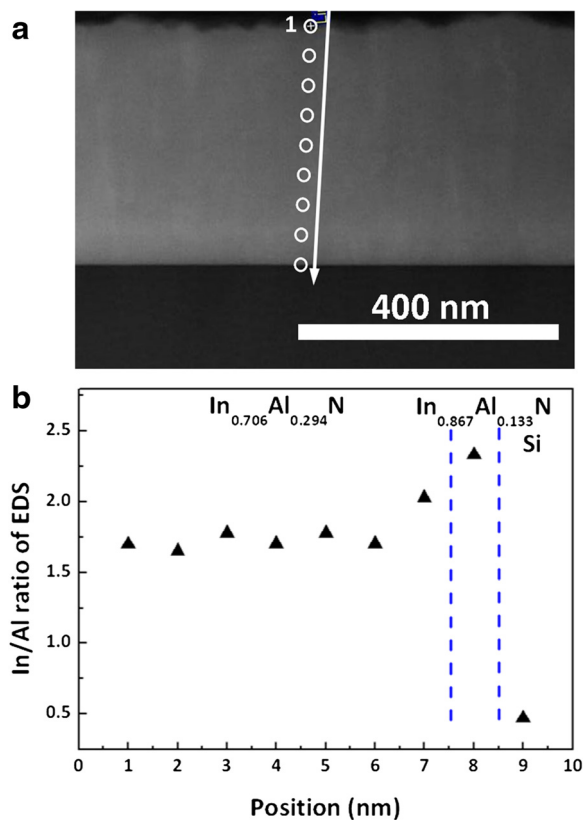 a
1
400 nm
b
In0.706Al0.294N In0.867Al0.133N
Si
In/Al ratio of EDS
2.5
2.0
1.5
1.0
0.5
0 1 2 3 4 5 6 7 8 9 10
Position (nm)